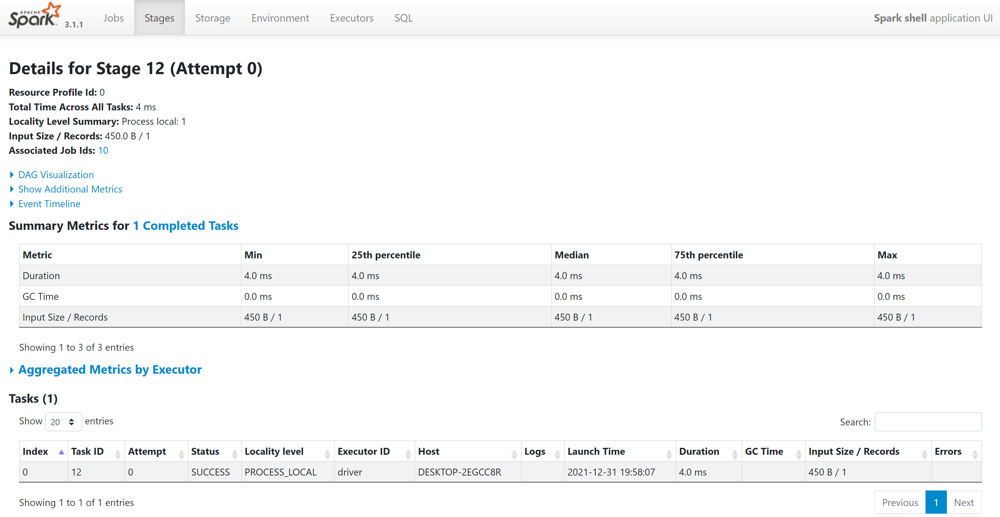 APACHE Spark 3.1.1 Jobs Stages Storage Environment Executors SQL Spark shell application UI
Details for Stage 12 (Attempt 0)
Resource Profile Id: 0
Total Time Across All Tasks: 4 ms
Locality Level Summary: Process local: 1
Input Size / Records: 450.0 B / 1
Associated Job Ids: 10
DAG Visualization
Show Additional Metrics
Event Timeline
Summary Metrics for 1 Completed Tasks
Metric Min 25th percentile Median 75th percentile Max
Duration 4.0 ms 4.0 ms 4.0 ms 4.0 ms 4.0 ms
GC Time 0.0 ms 0.0 ms 0.0 ms 0.0 ms 0.0 ms
Input Size / Records 450 B / 1 450 B / 1 450 B / 1 450 B / 1 450 B / 1
Showing 1 to 3 of 3 entries
Aggregated Metrics by Executor
Tasks (1)
Show 20 entries Search:
Index Task ID Attempt Status Locality level Executor ID Host Logs Launch Time Duration GC Time Input Size / Records Errors
0 12 0 SUCCESS PROCESS_LOCAL driver DESKTOP-2EGCC8R 2021-12-31 19:58:07 4.0 ms 450 B / 1
Showing 1 to 1 of 1 entries Previous 1 Next